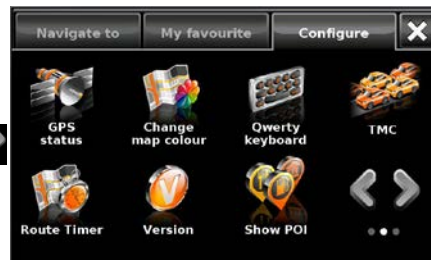 Navigate to My favourite Configure
GPS
status
Change
map colour
Qwerty
keyboard
TMC
Route Timer
Version
Show POI